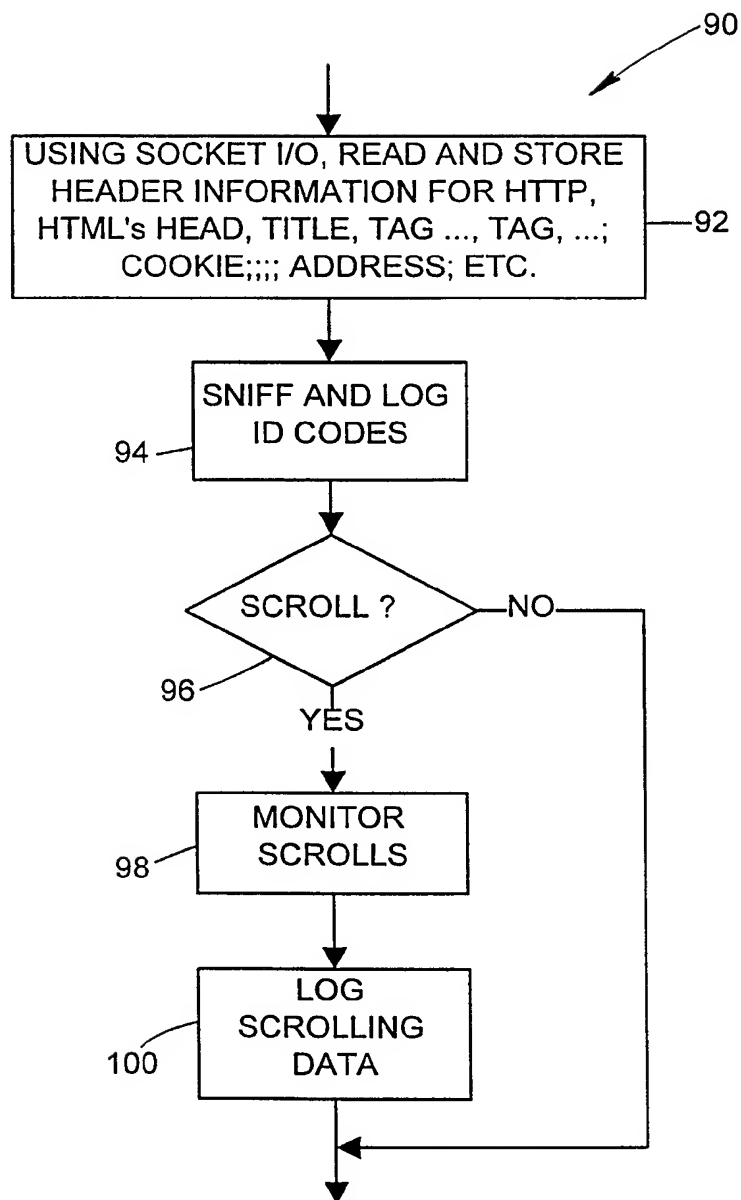 90
USING SOCKET I/O, READ AND STORE
HEADER INFORMATION FOR HTTP,
HTML's HEAD, TITLE, TAG ..., TAG, ...;
COOKIE;;;; ADDRESS; ETC.
92
SNIFF AND LOG
ID CODES
94
SCROLL ?
NO
96
YES
MONITOR
SCROLLS
98
LOG
SCROLLING
DATA
100